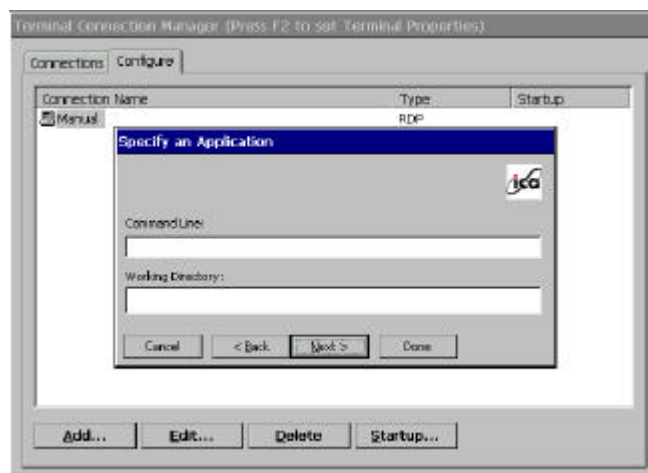 Terminal Connection Manager (Press F2 to set Terminal Properties)
Connections Configure
Connection Name Type Startup
Manual RDP
Specify an Application
ica
Command Line:
Working Directory:
Cancel < Back Next > Done
Add... Edit... Delete Startup...